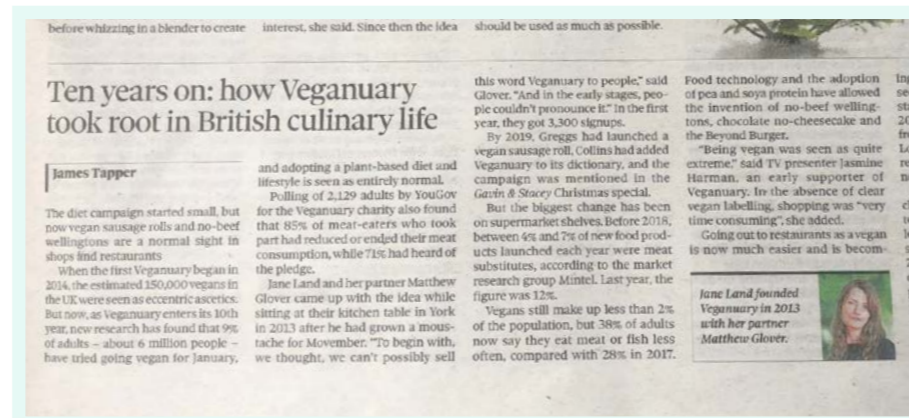 before whizzing in a blender to create
interest, she said. Since then the idea
should be used as much as possible.
Ten years on: how Veganuary
took root in British culinary life
James Tapper
The diet campaign started small, but
now vegan sausage rolls and no-beef
wellingtons are a normal sight in
shops and restaurants
When the first Veganuary began in
2014, the estimated 150,000 vegans in
the UK were seen as eccentric ascetics.
But now, as Veganuary enters its 10th
year, new research has found that 9%
of adults – about 6 million people –
have tried going vegan for January,
and adopting a plant-based diet and
lifestyle is seen as entirely normal.
Polling of 2,129 adults by YouGov
for the Veganuary charity also found
that 85% of meat-eaters who took
part had reduced or ended their meat
consumption, while 71% had heard of
the pledge.
Jane Land and her partner Matthew
Glover came up with the idea while
sitting at their kitchen table in York
in 2013 after he had grown a mous-
tache for Movember. “To begin with,
we thought, we can't possibly sell
this word Veganuary to people,” said
Glover. “And in the early stages, peo-
ple couldn't pronounce it.” In the first
year, they got 3,300 signups.
By 2019, Greggs had launched a
vegan sausage roll, Collins had added
Veganuary to its dictionary, and the
campaign was mentioned in the
Gavin & Stacey Christmas special.
But the biggest change has been
on supermarket shelves. Before 2018,
between 4% and 7% of new food prod-
ucts launched each year were meat
substitutes, according to the market
research group Mintel. Last year, the
figure was 12%.
Vegans still make up less than 2%
of the population, but 38% of adults
now say they eat meat or fish less
often, compared with 28% in 2017.
Food technology and the adoption
of pea and soya protein have allowed
the invention of no-beef welling-
tons, chocolate no-cheesecake and
the Beyond Burger.
“Being vegan was seen as quite
extreme,” said TV presenter Jasmine
Harman, an early supporter of
Veganuary. In the absence of clear
vegan labelling, shopping was “very
time consuming”, she added.
Going out to restaurants as a vegan
is now much easier and is becom-
Jane Land founded
Veganuary in 2013
with her partner
Matthew Glover.